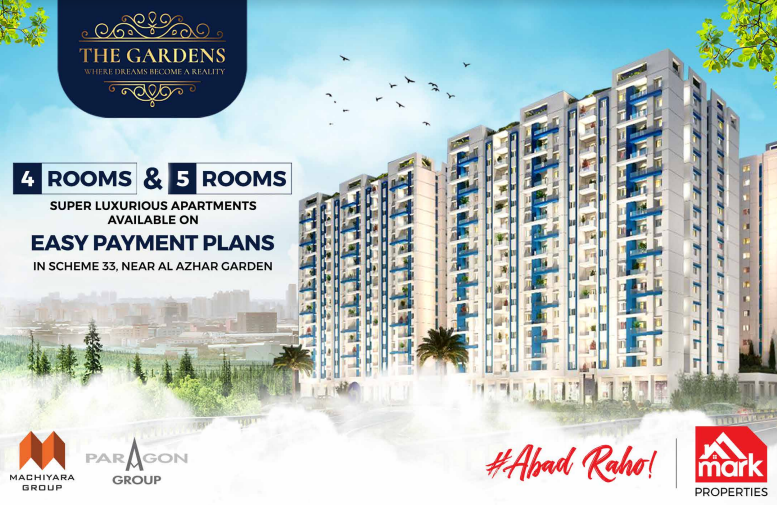 THE GARDENS
WHERE DREAMS BECOME A REALITY
4 ROOMS & 5 ROOMS
SUPER LUXURIOUS APARTMENTS
AVAILABLE ON
EASY PAYMENT PLANS
IN SCHEME 33, NEAR AL AZHAR GARDEN
MACHIYARA
GROUP
PARAGON
GROUP
#Abad Raho!
mark
PROPERTIES